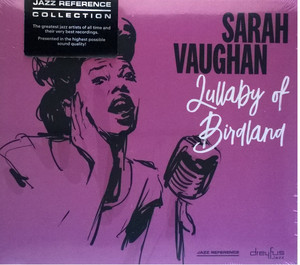 JAZZ REFERENCE
COLLECTION
The greatest jazz artists of all time and
their very best recordings.
Presented in the highest possible
sound quality!
SARAH
VAUGHAN
Lullaby of
Birdland
JAZZ REFERENCE
dreyfus
JAZZ